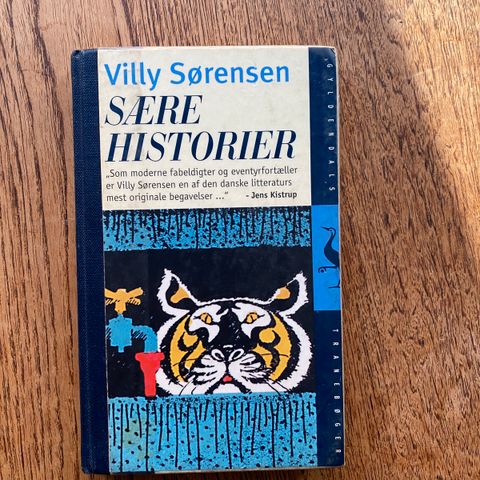 Villy Sørensen
SÆRE
HISTORIER
„Som moderne fabeldigter og eventyrfortæller
er Villy Sørensen en af den danske litteraturs
mest originale begavelser ...“ - Jens Kistrup
GYLDENDALS
TRANEBØGER